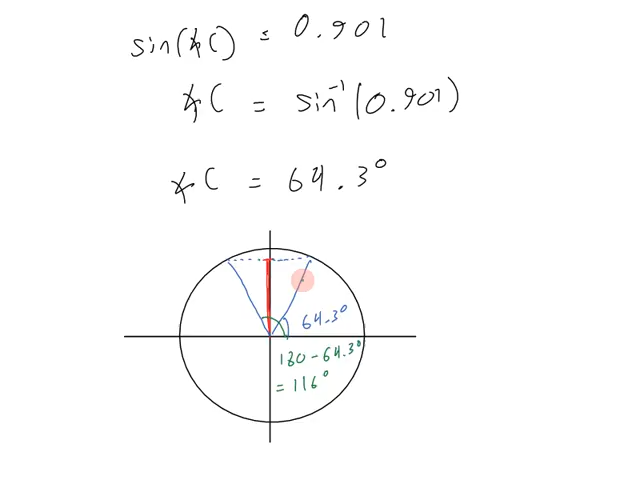 sin(∢C) = 0.901
∢C = sin⁻¹(0.901)
∢C = 64.3°
64.3°
180 - 64.3°
= 116°